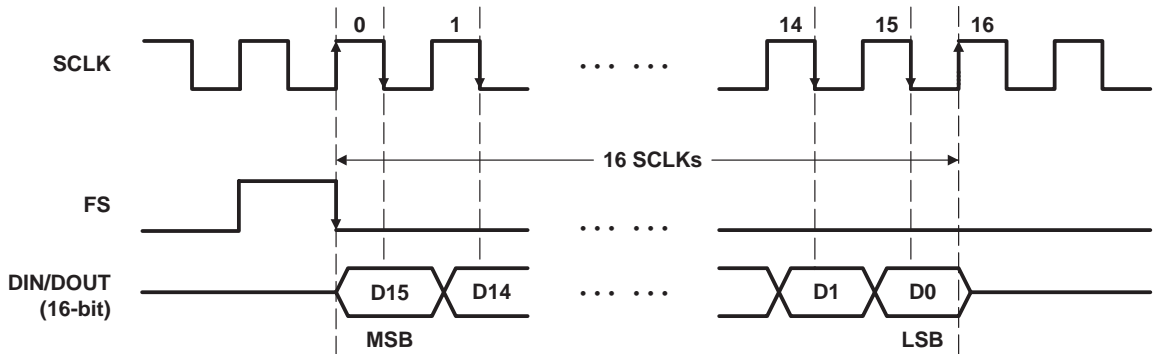 0 1 14 15 16
SCLK
... ... 
16 SCLKs
FS
... ...
DIN/DOUT
(16-bit)
D15 D14 ... ... D1 D0
MSB LSB